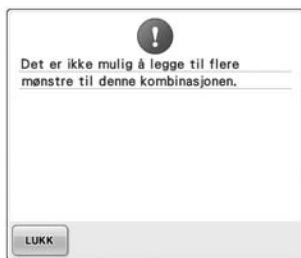 Det er ikke mulig å legge til flere
mønstre til denne kombinasjonen.
LUKK